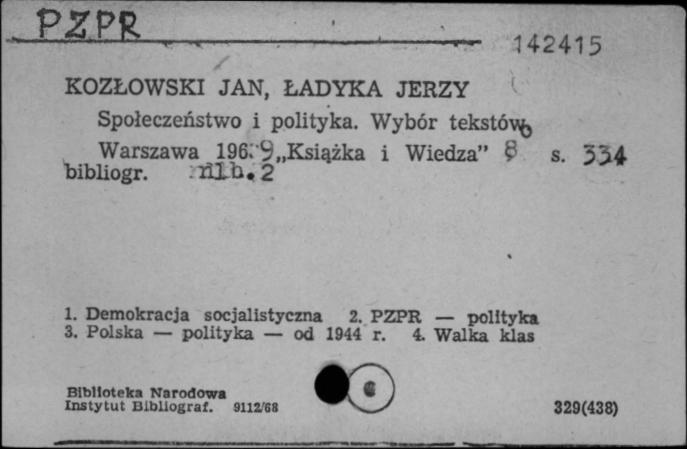 PZPR
142415
KOZŁOWSKI JAN, ŁADYKA JERZY
Społeczeństwo i polityka. Wybór tekstów.
Warszawa 1969 „Książka i Wiedza” 8 s. 334
bibliogr. nlb. 2
1. Demokracja socjalistyczna 2. PZPR — polityka
3. Polska — polityka — od 1944 r. 4. Walka klas
Biblioteka Narodowa
Instytut Bibliograf. 9112/68
329(438)